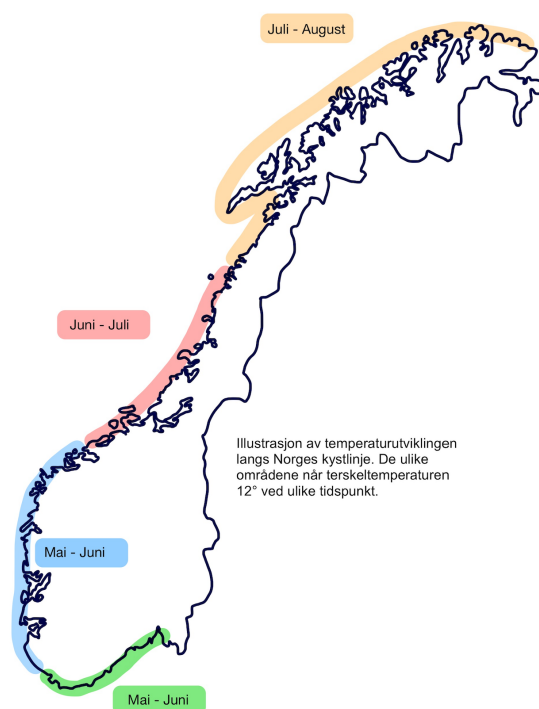 Juli - August
Juni - Juli
Illustrasjon av temperaturutviklingen
langs Norges kystlinje. De ulike
områdene når terskeltemperaturen
12° ved ulike tidspunkt.
Mai - Juni
Mai - Juni